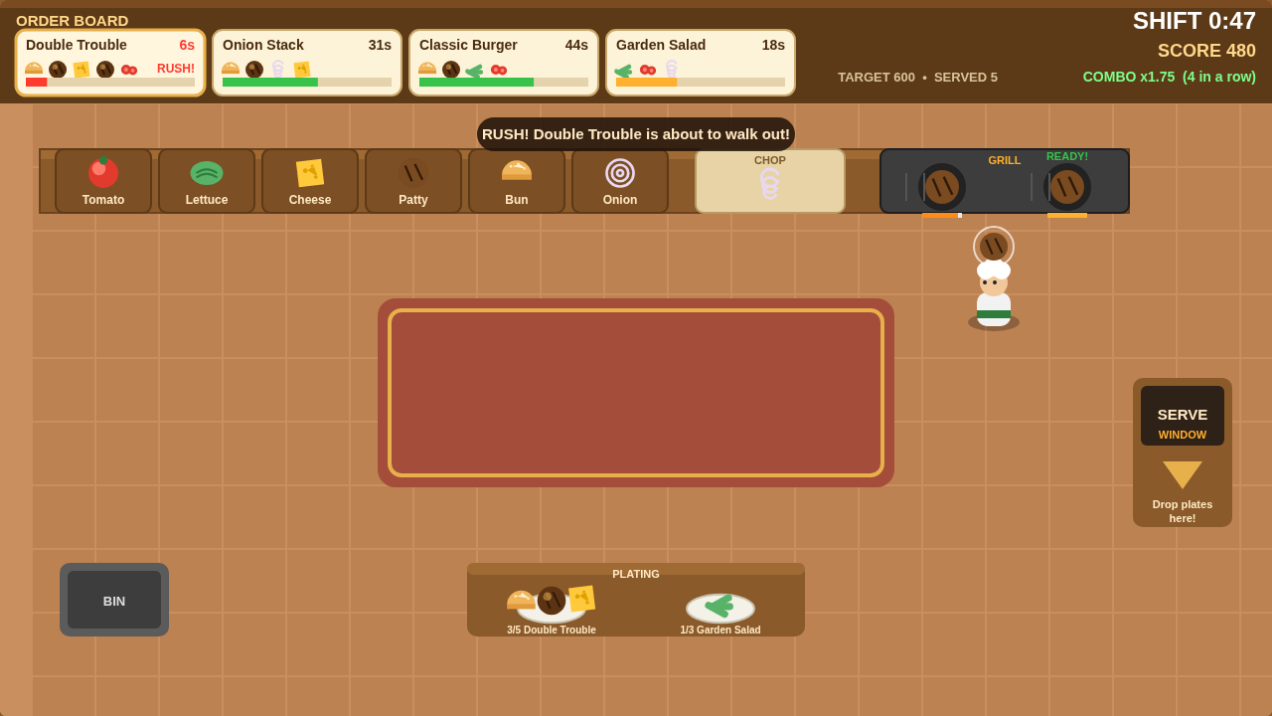 ORDER BOARD
Double Trouble 6s
RUSH!
Onion Stack 31s
Classic Burger 44s
Garden Salad 18s
SHIFT 0:47
SCORE 480
TARGET 600 • SERVED 5
COMBO x1.75 (4 in a row)
RUSH! Double Trouble is about to walk out!
Tomato
Lettuce
Cheese
Patty
Bun
Onion
CHOP
GRILL
READY!
SERVE
WINDOW
Drop plates
here!
BIN
PLATING
3/5 Double Trouble
1/3 Garden Salad